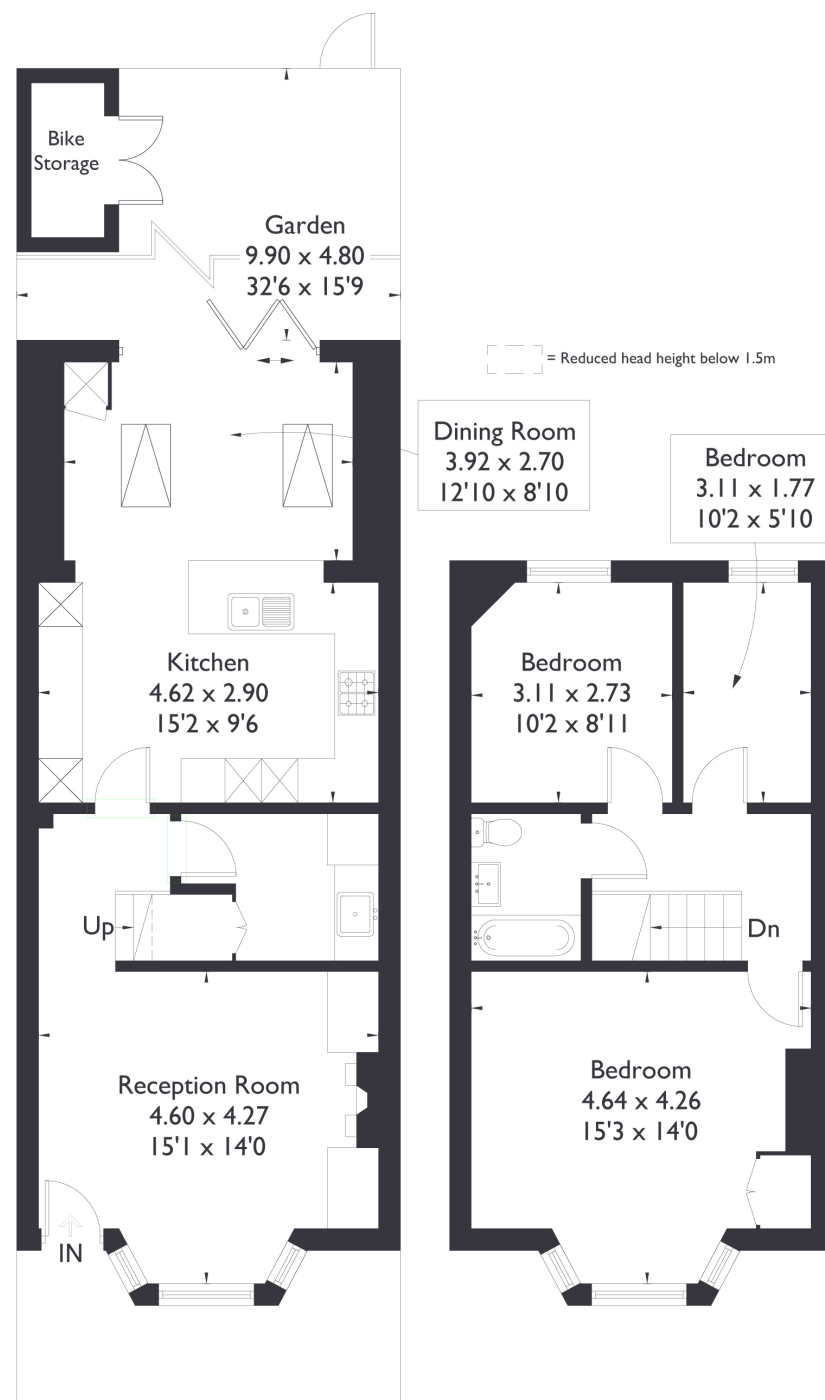 Bike
Storage
Garden
9.90 x 4.80
32'6 x 15'9
= Reduced head height below 1.5m
Dining Room
3.92 x 2.70
12'10 x 8'10
Bedroom
3.11 x 1.77
10'2 x 5'10
Kitchen
4.62 x 2.90
15'2 x 9'6
Bedroom
3.11 x 2.73
10'2 x 8'11
Up
Dn
Reception Room
4.60 x 4.27
15'1 x 14'0
Bedroom
4.64 x 4.26
15'3 x 14'0
IN